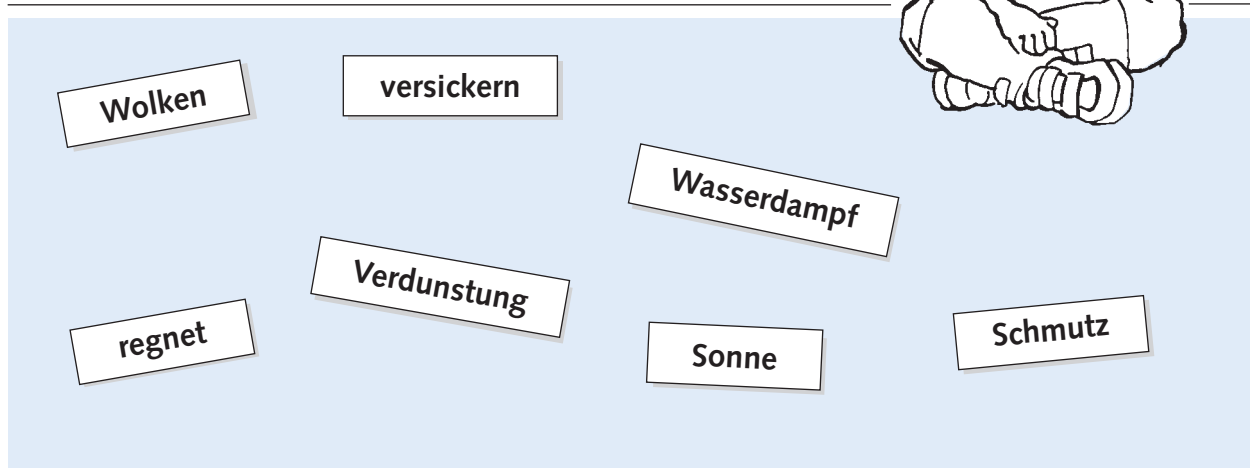 Wolken
versickern
Wasserdampf
Verdunstung
regnet
Sonne
Schmutz